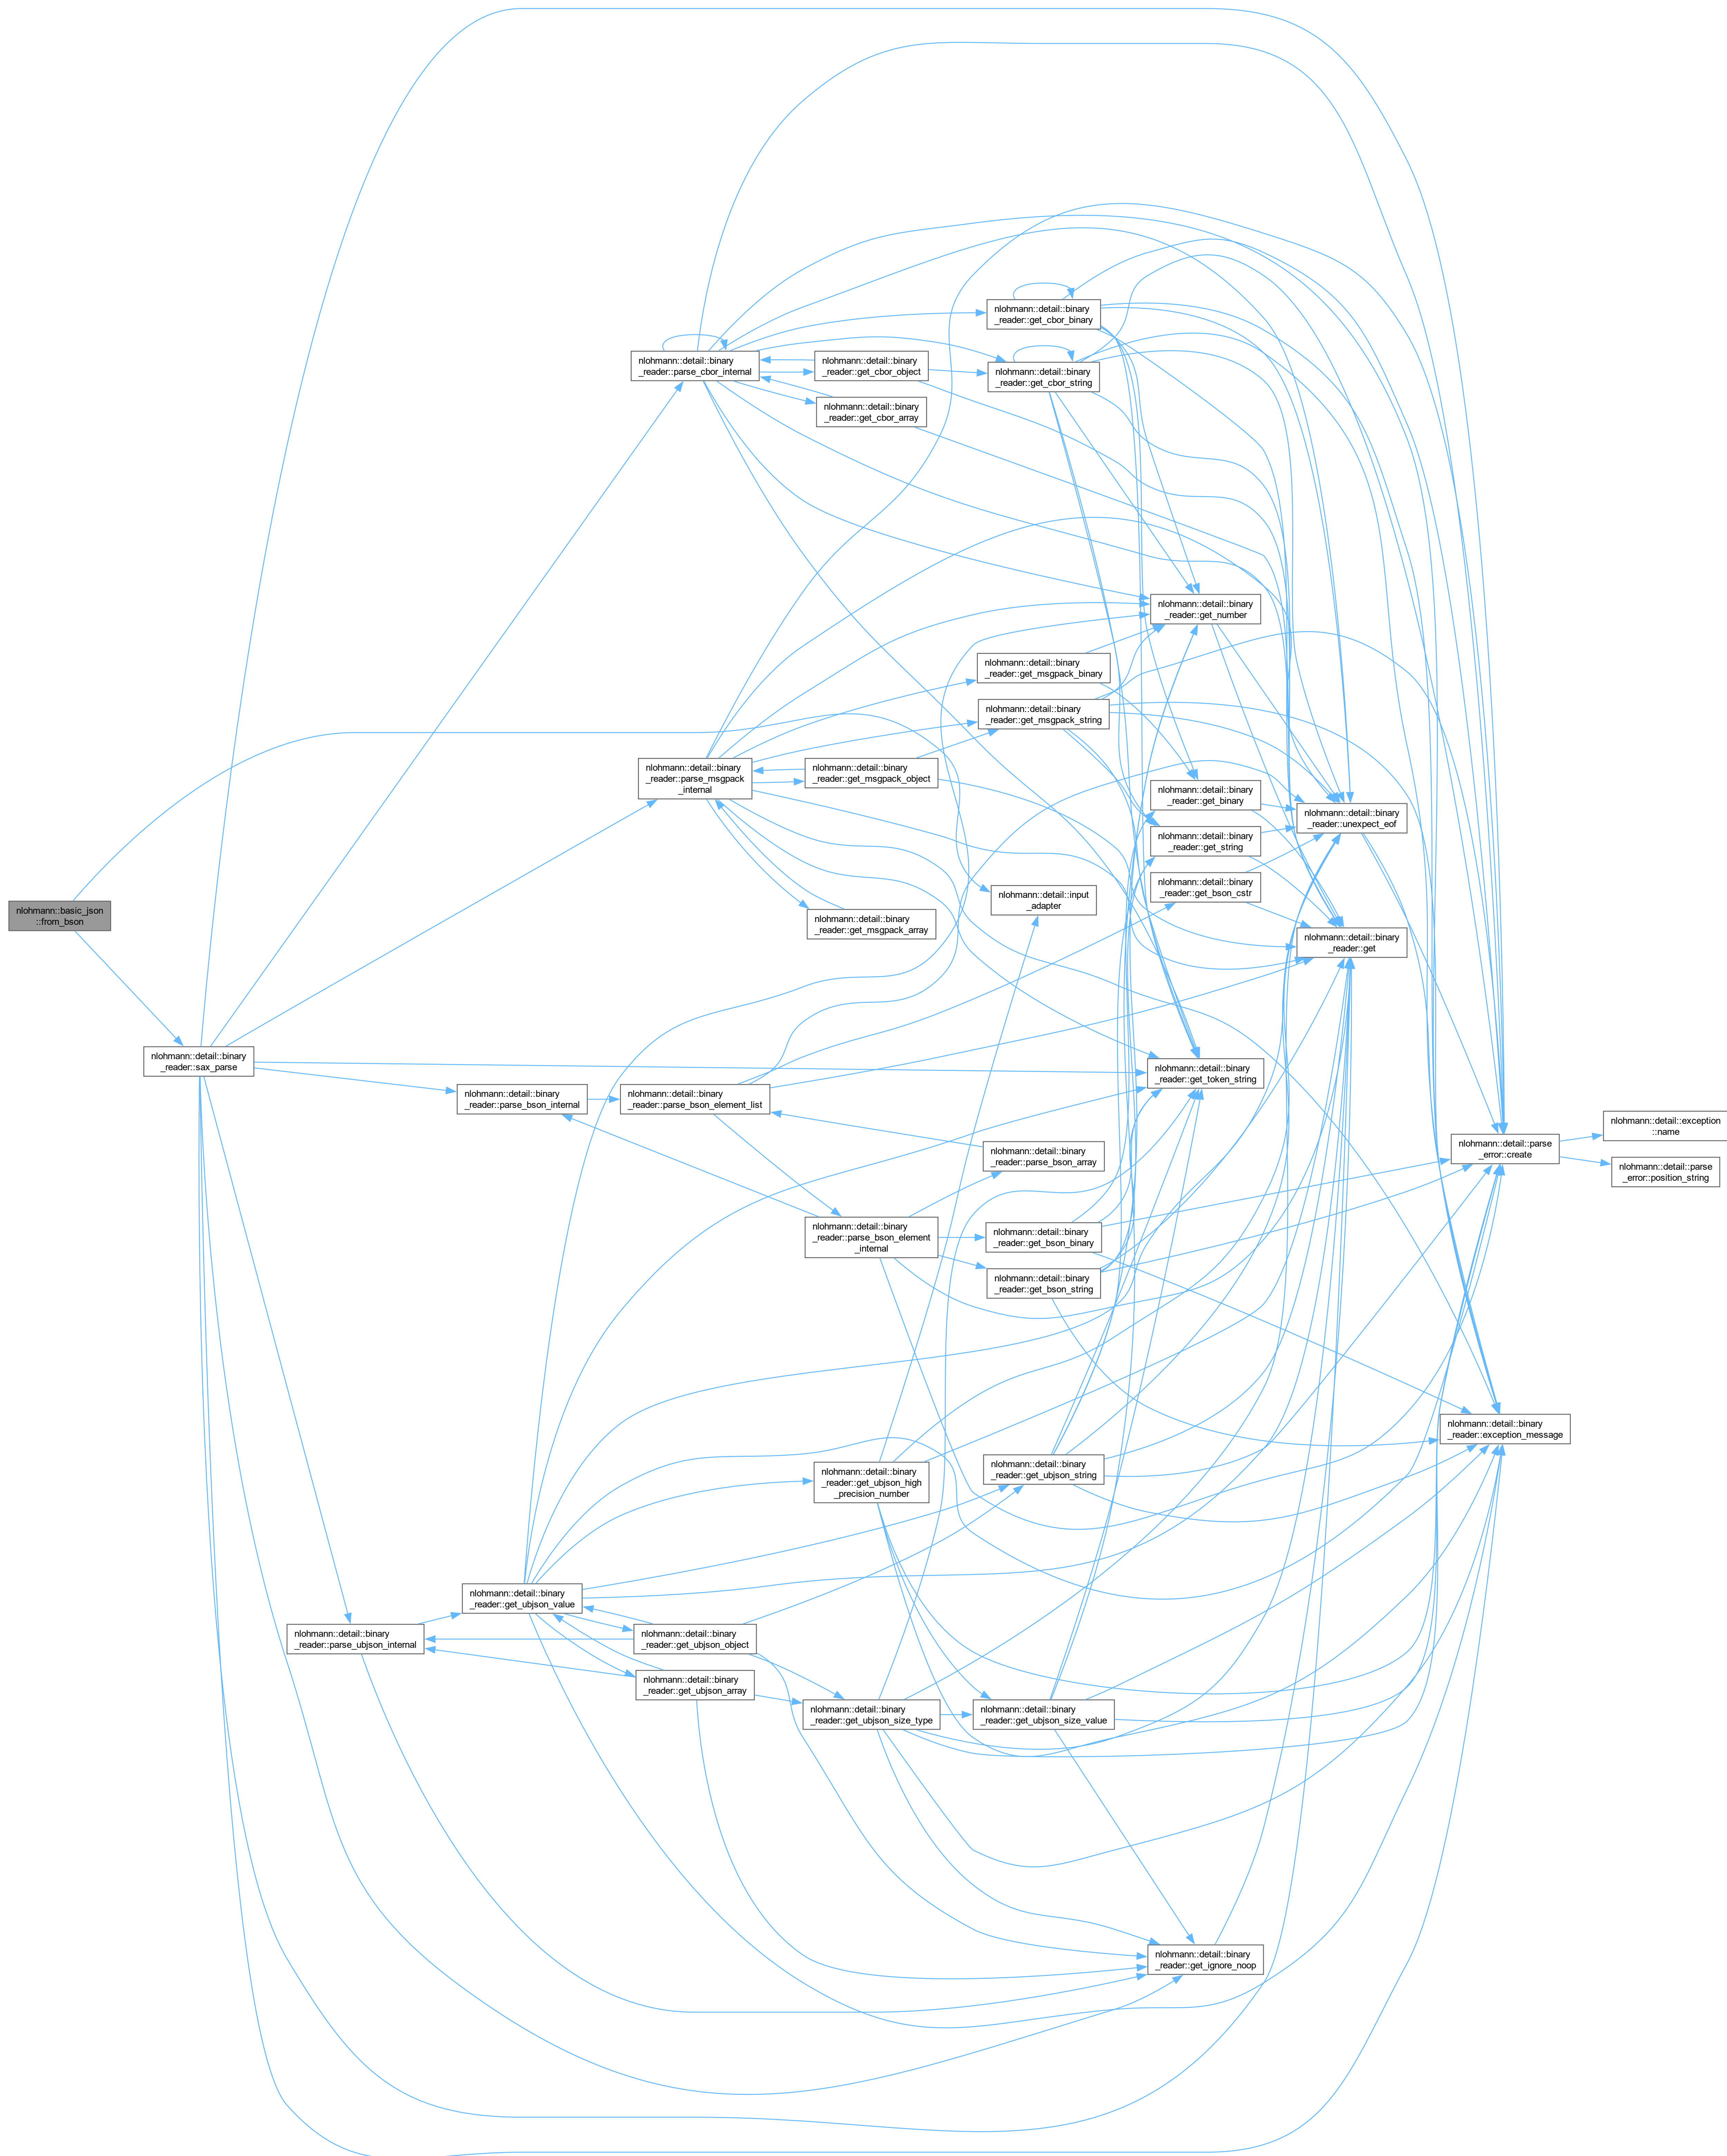 nlohmann::basic_json
::from_bson
nlohmann::detail::binary
_reader::sax_parse
nlohmann::detail::binary
_reader::parse_ubjson_internal
nlohmann::detail::binary
_reader::parse_bson_internal
nlohmann::detail::binary
_reader::get_ubjson_value
nlohmann::detail::binary
_reader::parse_cbor_internal
nlohmann::detail::binary
_reader::parse_msgpack
_internal
nlohmann::detail::binary
_reader::parse_bson_element_list
nlohmann::detail::binary
_reader::get_ubjson_object
nlohmann::detail::binary
_reader::get_ubjson_array
nlohmann::detail::binary
_reader::get_cbor_object
nlohmann::detail::binary
_reader::get_cbor_array
nlohmann::detail::binary
_reader::get_msgpack_object
nlohmann::detail::binary
_reader::get_msgpack_array
nlohmann::detail::binary
_reader::parse_bson_element
_internal
nlohmann::detail::binary
_reader::get_ubjson_high
_precision_number
nlohmann::detail::binary
_reader::get_ubjson_size_type
nlohmann::detail::binary
_reader::get_cbor_binary
nlohmann::detail::binary
_reader::get_cbor_string
nlohmann::detail::binary
_reader::get_msgpack_binary
nlohmann::detail::binary
_reader::get_msgpack_string
nlohmann::detail::input
_adapter
nlohmann::detail::binary
_reader::parse_bson_array
nlohmann::detail::binary
_reader::get_bson_binary
nlohmann::detail::binary
_reader::get_bson_string
nlohmann::detail::binary
_reader::get_ubjson_string
nlohmann::detail::binary
_reader::get_ubjson_size_value
nlohmann::detail::binary
_reader::get_number
nlohmann::detail::binary
_reader::get_binary
nlohmann::detail::binary
_reader::get_string
nlohmann::detail::binary
_reader::get_bson_cstr
nlohmann::detail::binary
_reader::get_token_string
nlohmann::detail::binary
_reader::get_ignore_noop
nlohmann::detail::binary
_reader::unexpect_eof
nlohmann::detail::binary
_reader::get
nlohmann::detail::parse
_error::create
nlohmann::detail::binary
_reader::exception_message
nlohmann::detail::exception
::name
nlohmann::detail::parse
_error::position_string